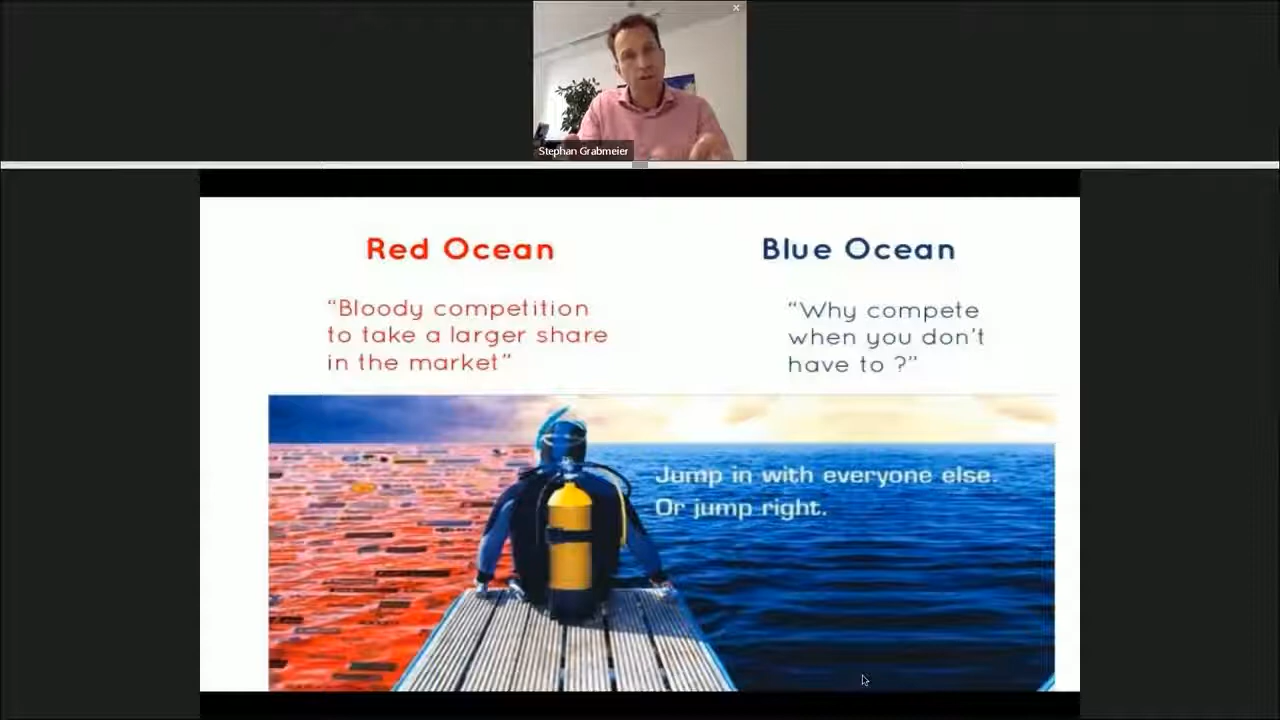 Stephan Grabmeier
Red Ocean
Blue Ocean
“Bloody competition
to take a larger share
in the market”
“Why compete
when you don't
have to ?”
Jump in with everyone else.
Or jump right.